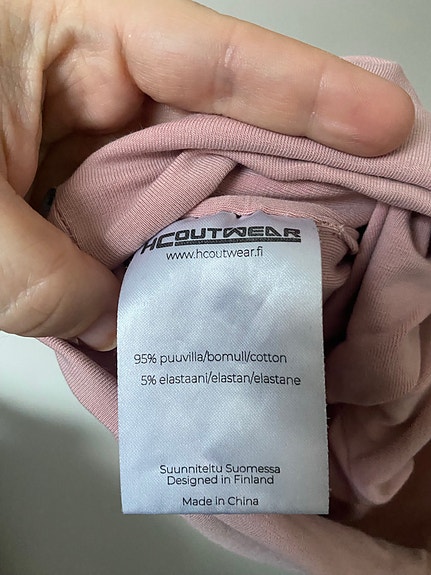 HCOUTWEAR
www.hcoutwear.fi
95% puuvilla/bomull/cotton
5% elastaani/elastan/elastane
Suunniteltu Suomessa
Designed in Finland
Made in China